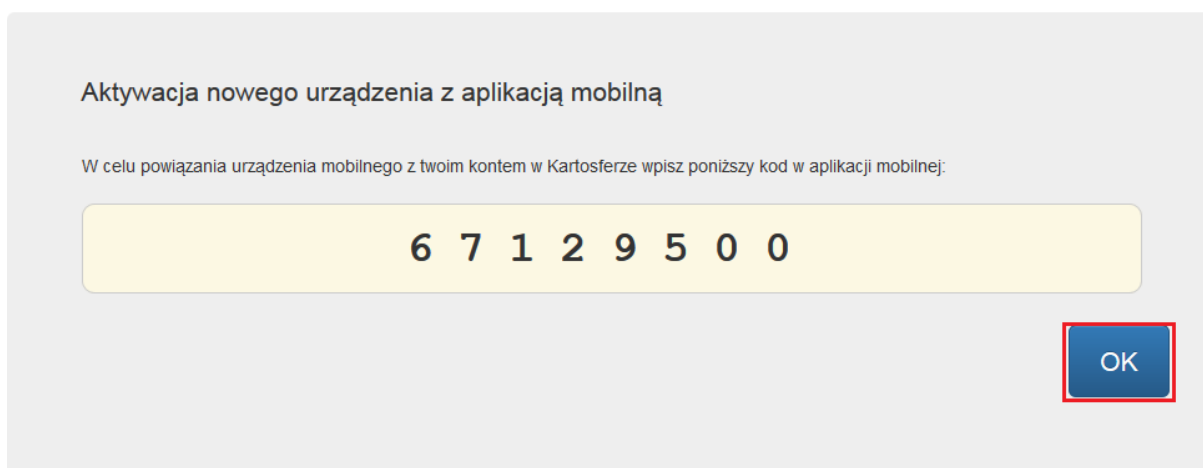 Aktywacja nowego urządzenia z aplikacją mobilną
W celu powiązania urządzenia mobilnego z twoim kontem w Kartosferze wpisz poniższy kod w aplikacji mobilnej:
6 7 1 2 9 5 0 0
OK